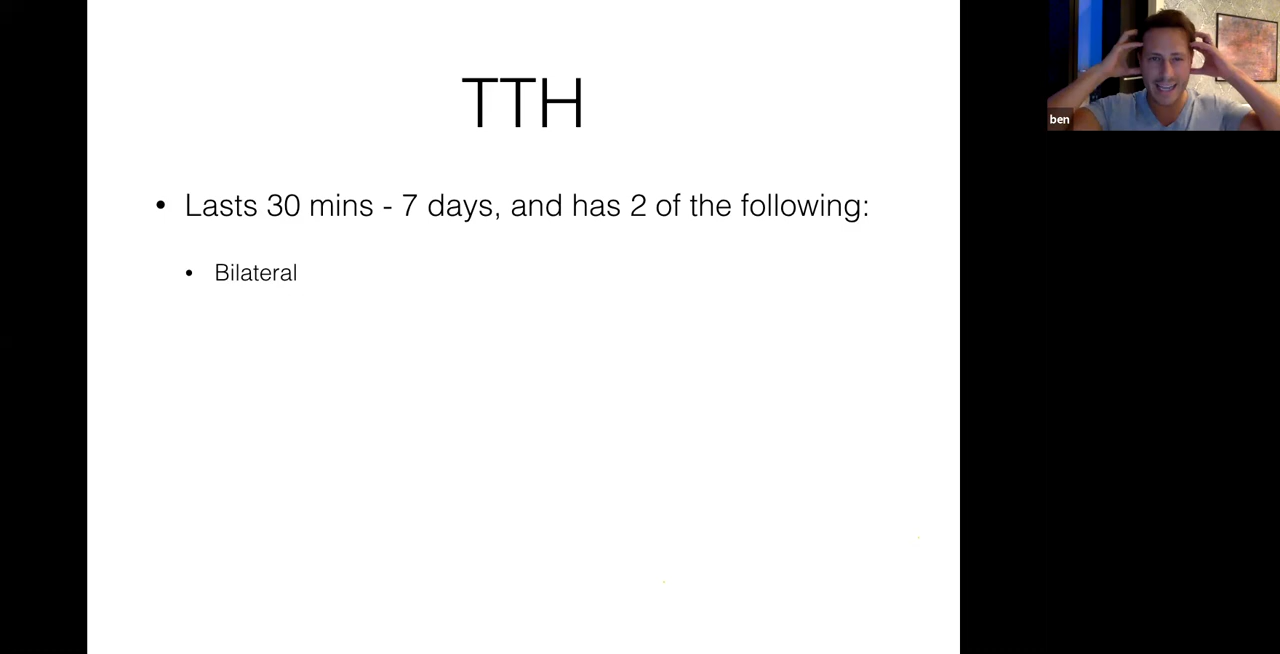 TTH
• Lasts 30 mins - 7 days, and has 2 of the following:
• Bilateral
ben